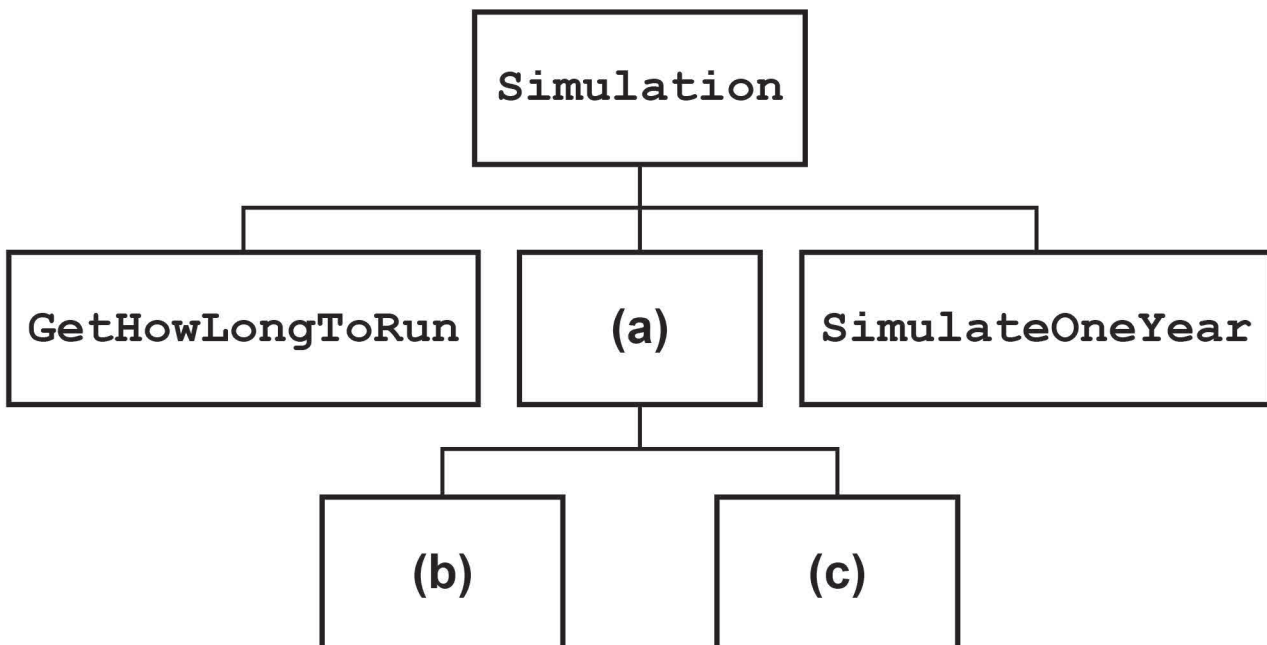 Simulation
GetHowLongToRun
(a)
SimulateOneYear
(b)
(c)